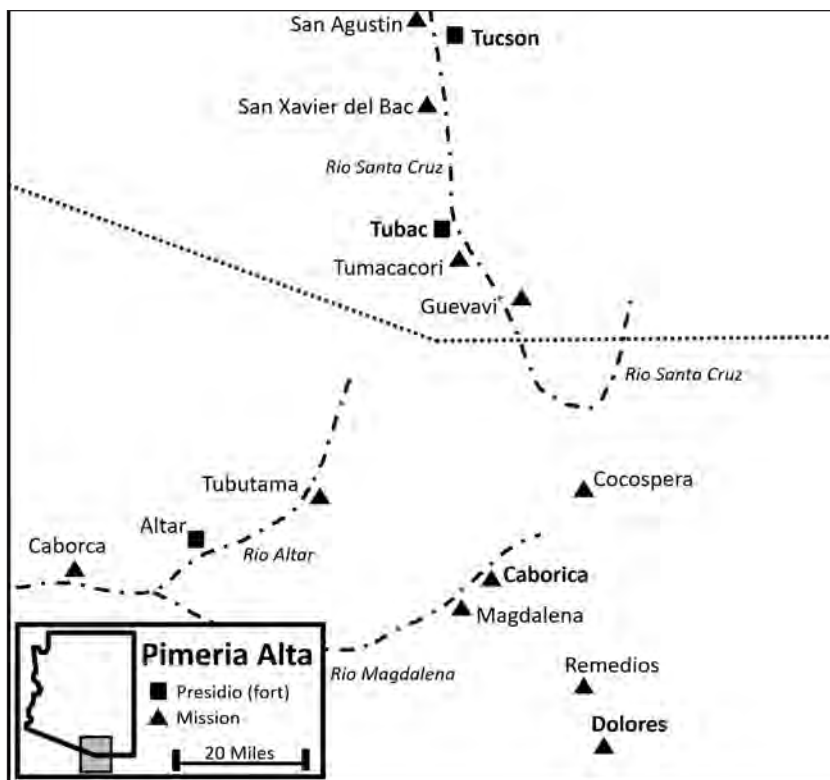 San Agustin
Tucson
San Xavier del Bac
Rio Santa Cruz
Tubac
Tumacacori
Guevavi
Rio Santa Cruz
Tubutama
Cocospera
Altar
Caborca
Rio Altar
Caborica
Magdalena
Rio Magdalena
Remedios
Dolores
Pimeria Alta
Presidio (fort)
Mission
20 Miles